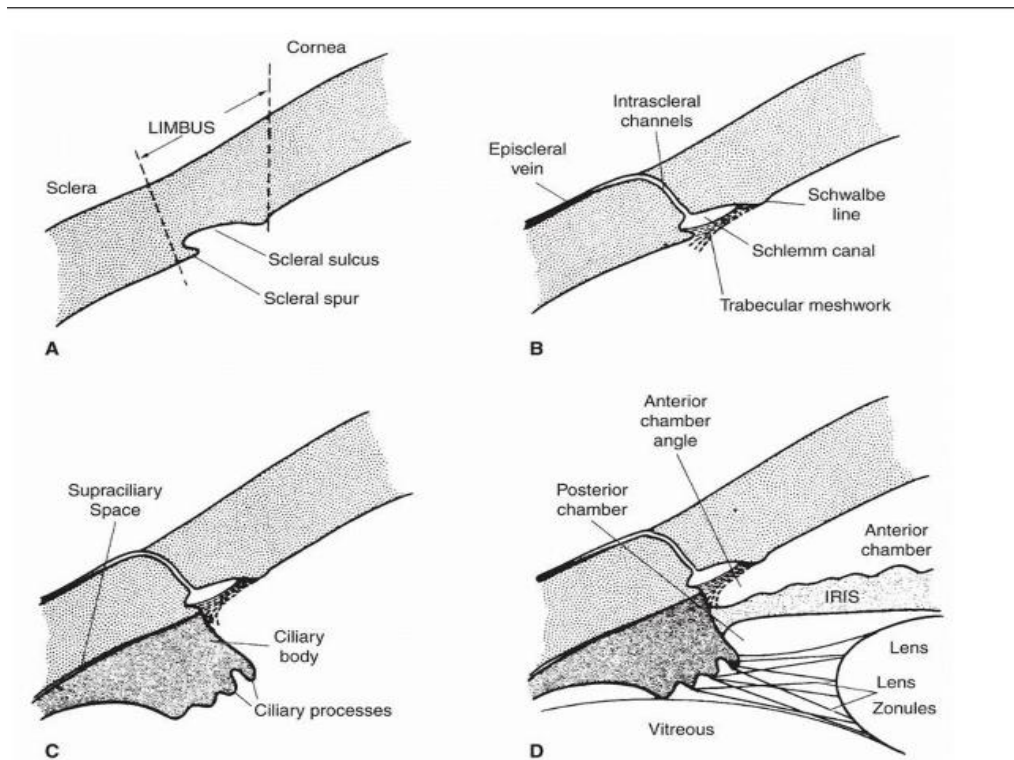 Cornea
LIMBUS
Sclera
Scleral sulcus
Scleral spur
A
Intrascleral
channels
Episcleral
vein
Schwalbe
line
Schlemm canal
Trabecular meshwork
B
Supraciliary
Space
Ciliary
body
Ciliary processes
C
Anterior
chamber
angle
Posterior
chamber
Anterior
chamber
IRIS
Lens
Lens
Zonules
Vitreous
D